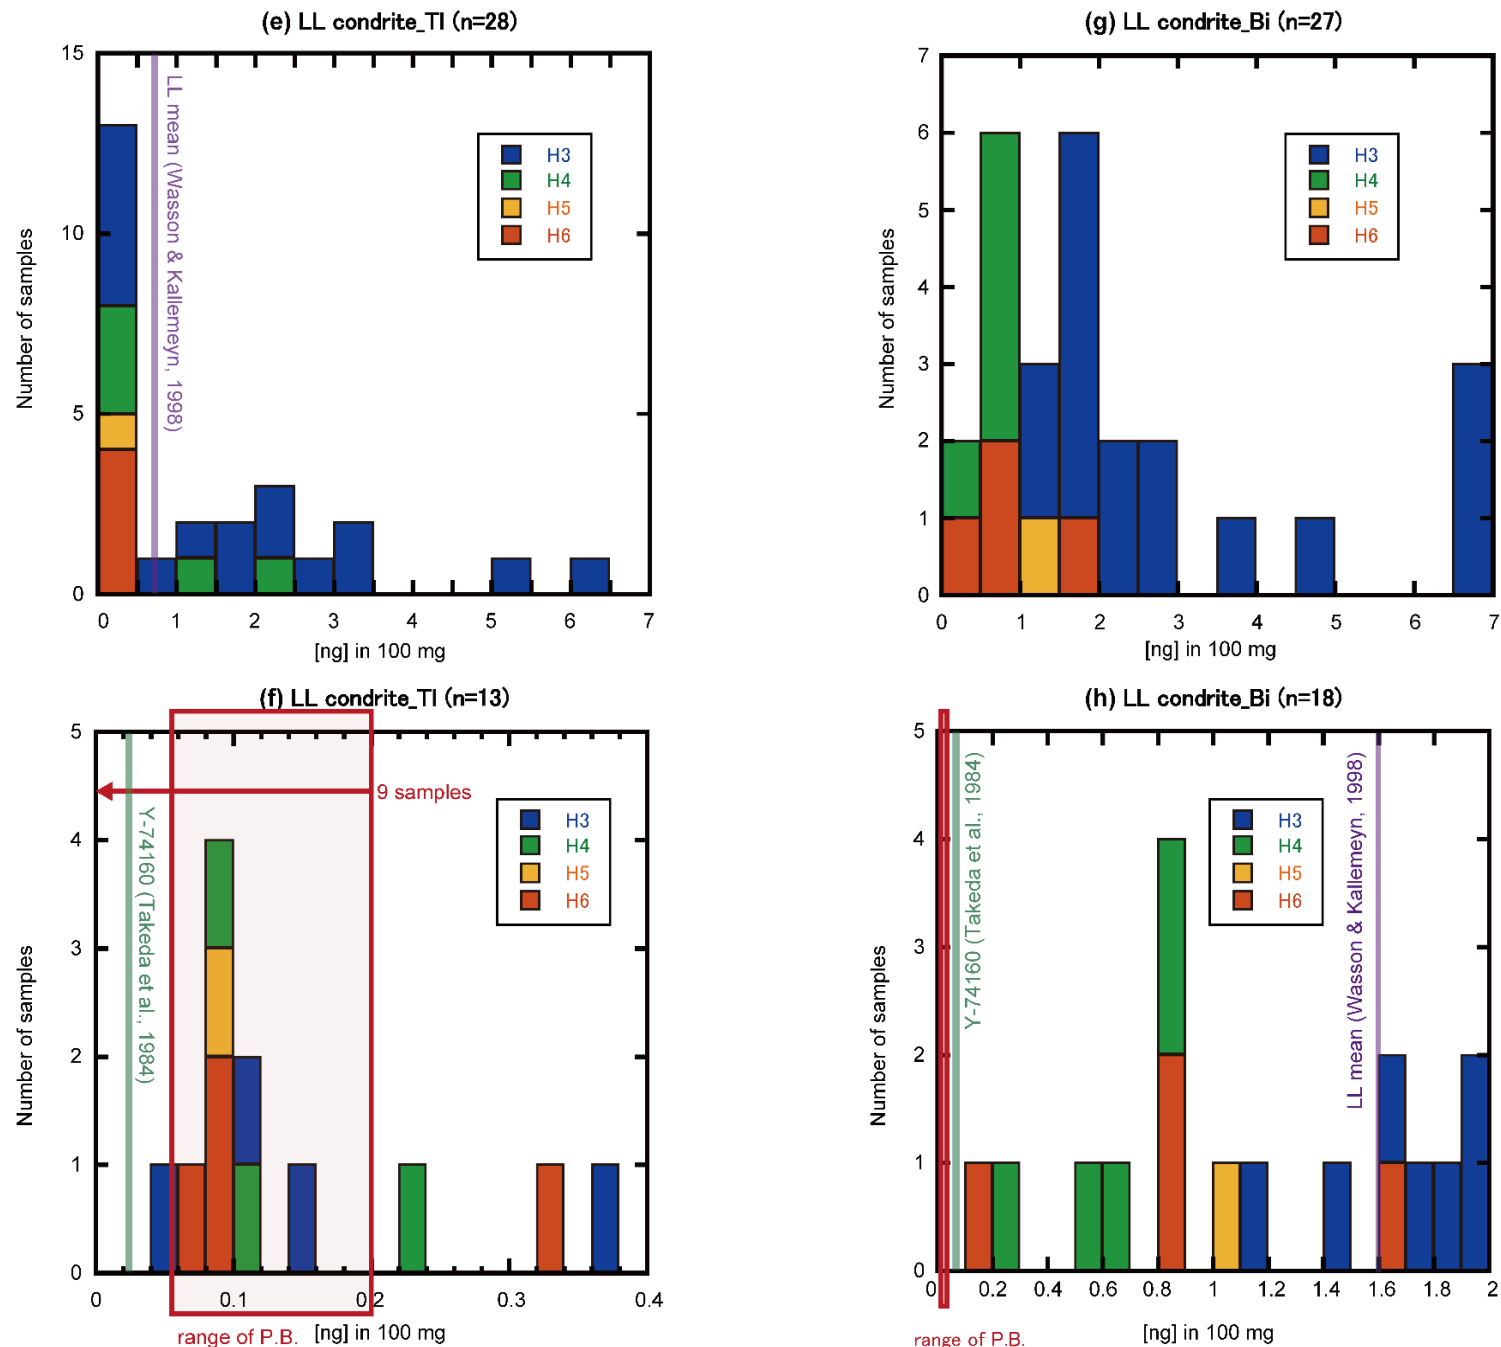 (e) LL condrite_Tl (n=28)
15
10
5
0
Number of samples
LL mean (Wasson & Kallemeyn, 1998)
H3
H4
H5
H6
0 1 2 3 4 5 6 7
[ng] in 100 mg
(g) LL condrite_Bi (n=27)
7
6
5
4
3
2
1
0
Number of samples
H3
H4
H5
H6
0 1 2 3 4 5 6 7
[ng] in 100 mg
(f) LL condrite_Tl (n=13)
5
4
3
2
1
0
Number of samples
Y-74160 (Takeda et al., 1984)
9 samples
H3
H4
H5
H6
0 0.1 0.2 0.3 0.4
range of P.B. [ng] in 100 mg
(h) LL condrite_Bi (n=18)
5
4
3
2
1
0
Number of samples
Y-74160 (Takeda et al., 1984)
H3
H4
H5
H6
LL mean (Wasson & Kallemeyn, 1998)
0 0.2 0.4 0.6 0.8 1 1.2 1.4 1.6 1.8 2
range of P.B. [ng] in 100 mg